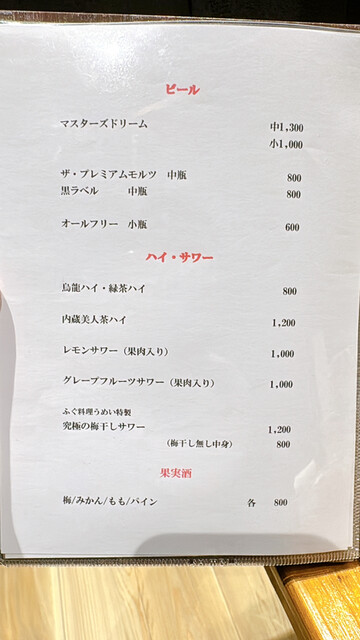 ビール
マスターズドリーム 中1,300
小1,000
ザ・プレミアムモルツ 中瓶 800
黒ラベル 中瓶 800
オールフリー 小瓶 600
ハイ・サワー
烏龍ハイ・緑茶ハイ 800
内蔵美人茶ハイ 1,200
レモンサワー（果肉入り） 1,000
グレープフルーツサワー（果肉入り） 1,000
ふぐ料理うめい特製
究極の梅干しサワー 1,200
（梅干し無し中身） 800
果実酒
梅/みかん/もも/パイン 各 800